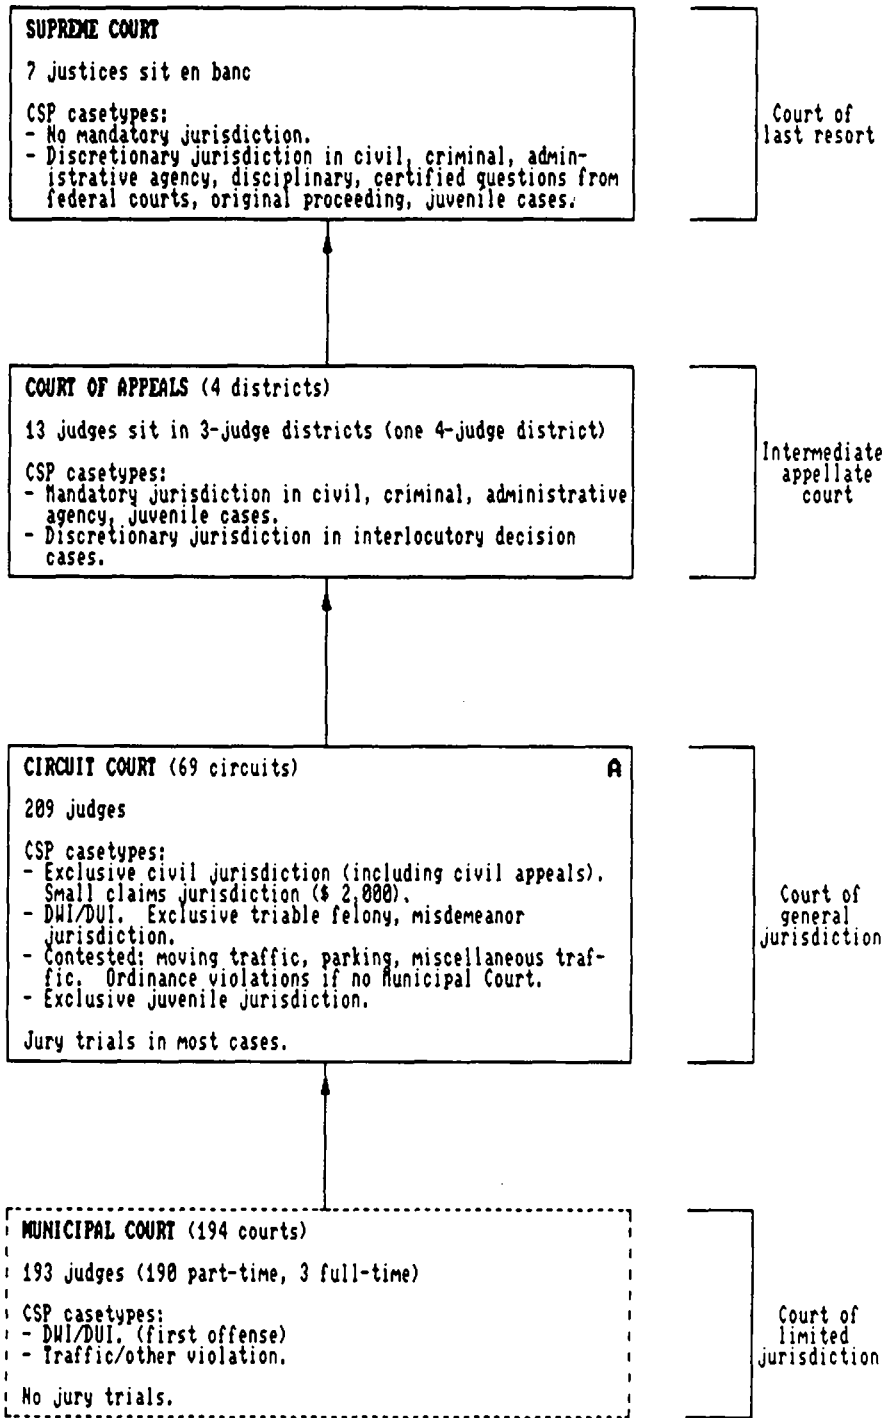 SUPREME COURT
7 justices sit en banc
CSP casetypes:
- No mandatory jurisdiction.
- Discretionary jurisdiction in civil, criminal, admin-
istrative agency, disciplinary, certified questions from
federal courts, original proceeding, juvenile cases.
Court of
last resort
COURT OF APPEALS (4 districts)
13 judges sit in 3-judge districts (one 4-judge district)
CSP casetypes:
- Mandatory jurisdiction in civil, criminal, administrative
agency, juvenile cases.
- Discretionary jurisdiction in interlocutory decision
cases.
Intermediate
appellate
court
CIRCUIT COURT (69 circuits) A
209 judges
CSP casetypes:
- Exclusive civil jurisdiction (including civil appeals).
Small claims jurisdiction ($ 2,000).
- DWI/DUI. Exclusive triable felony, misdemeanor
jurisdiction.
- Contested: moving traffic, parking, miscellaneous traf-
fic. Ordinance violations if no Municipal Court.
- Exclusive juvenile jurisdiction.
Jury trials in most cases.
Court of
general
jurisdiction
MUNICIPAL COURT (194 courts)
193 judges (190 part-time, 3 full-time)
CSP casetypes:
- DWI/DUI. (first offense)
- Traffic/other violation.
No jury trials.
Court of
limited
jurisdiction